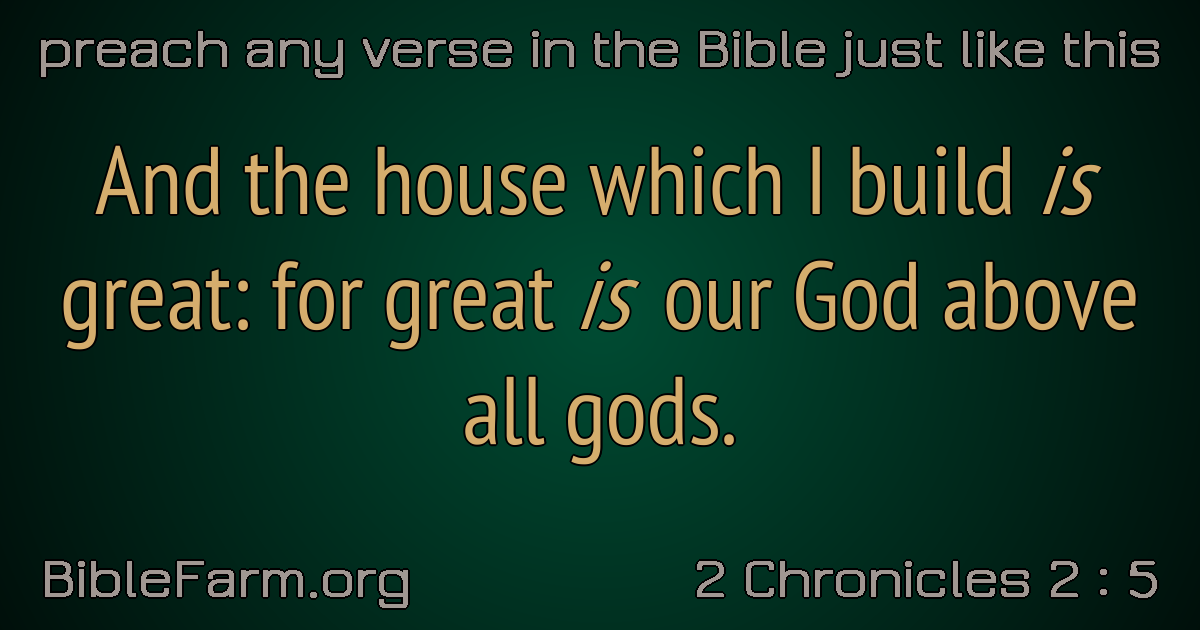 preach any verse in the Bible just like this
And the house which I build is
great: for great is our God above
all gods.
BibleFarm.org
2 Chronicles 2 : 5